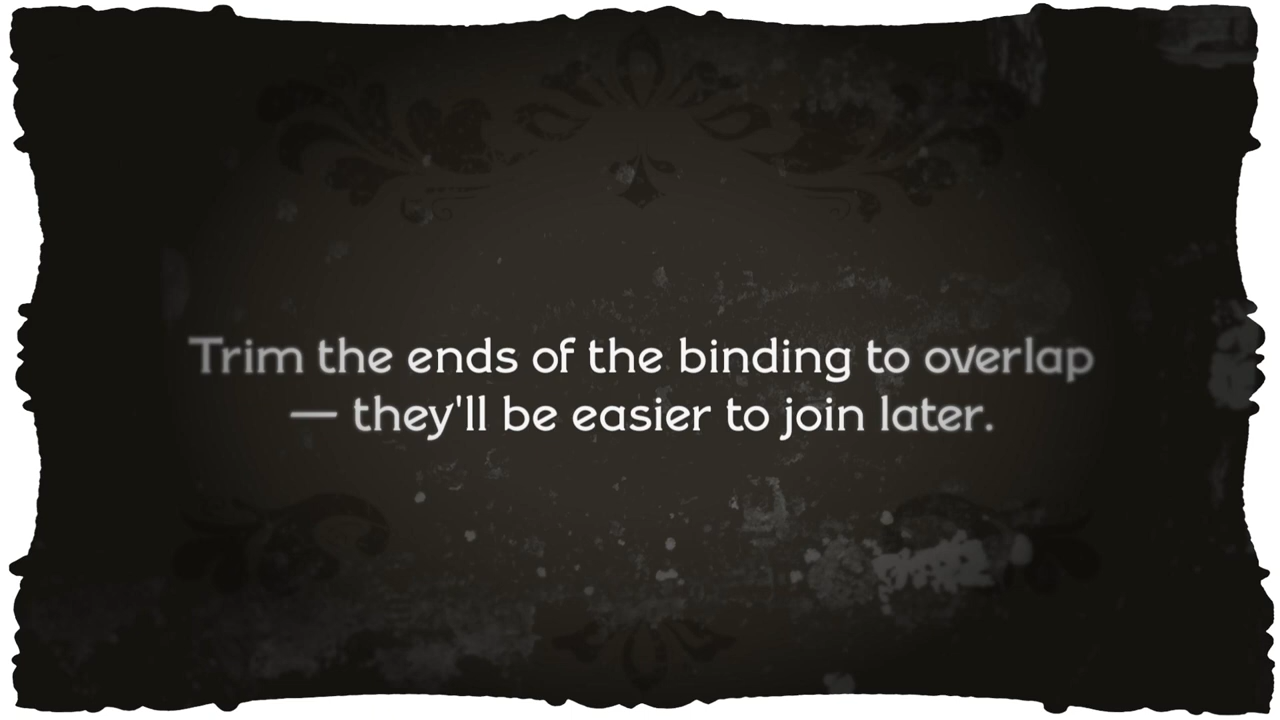 Trim the ends of the binding to overlap
— they'll be easier to join later.